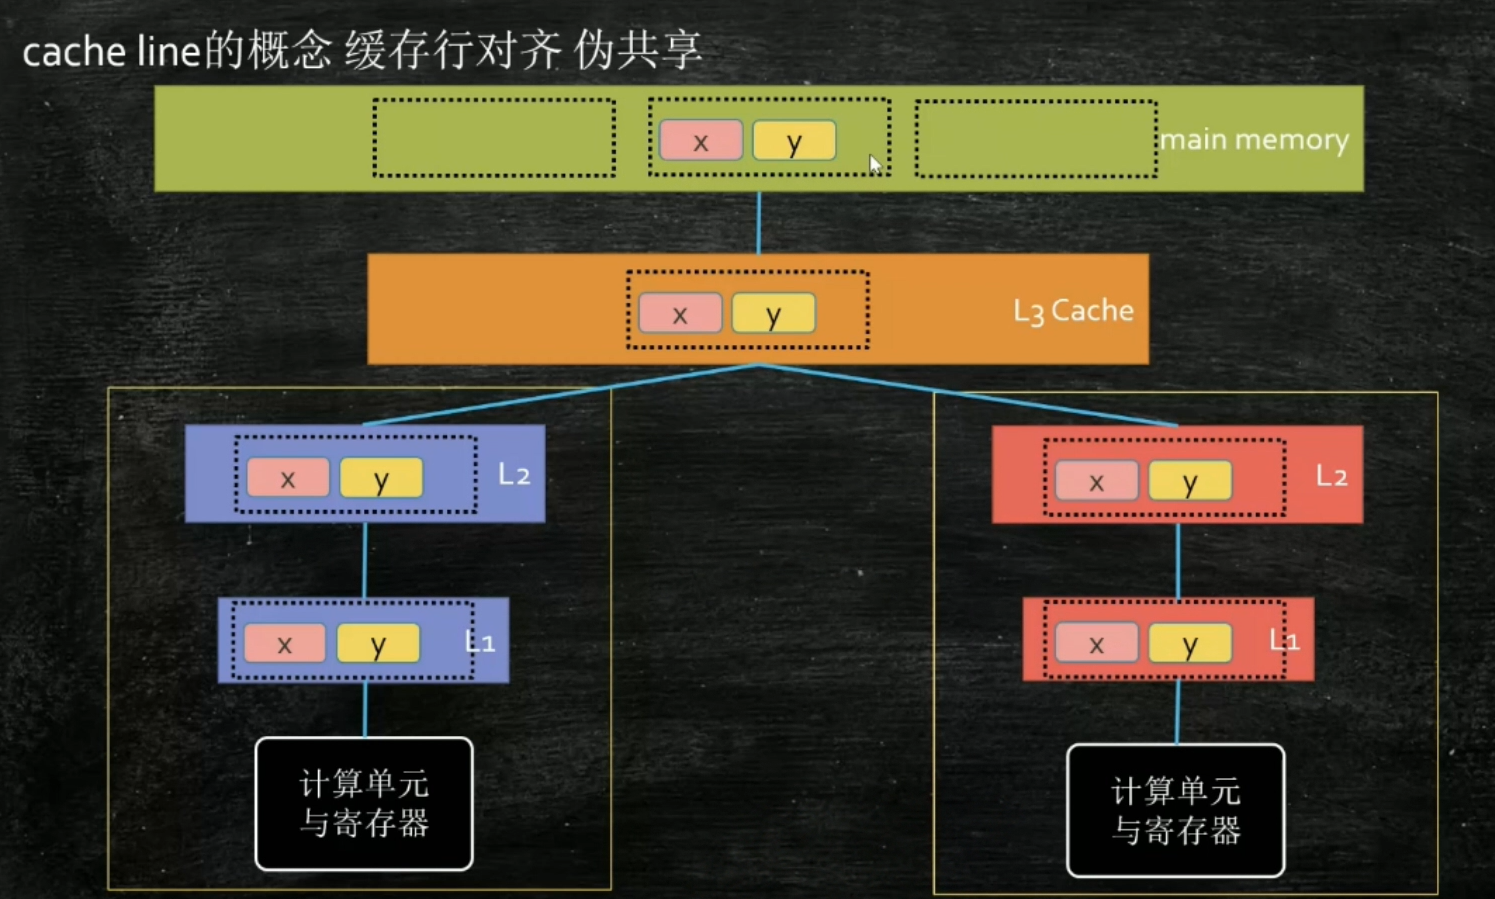 cache line的概念 缓存行对齐 伪共享
x y main memory
x y L3 Cache
x y L2
x y L2
x y L1
x y L1
计算单元
与寄存器
计算单元
与寄存器